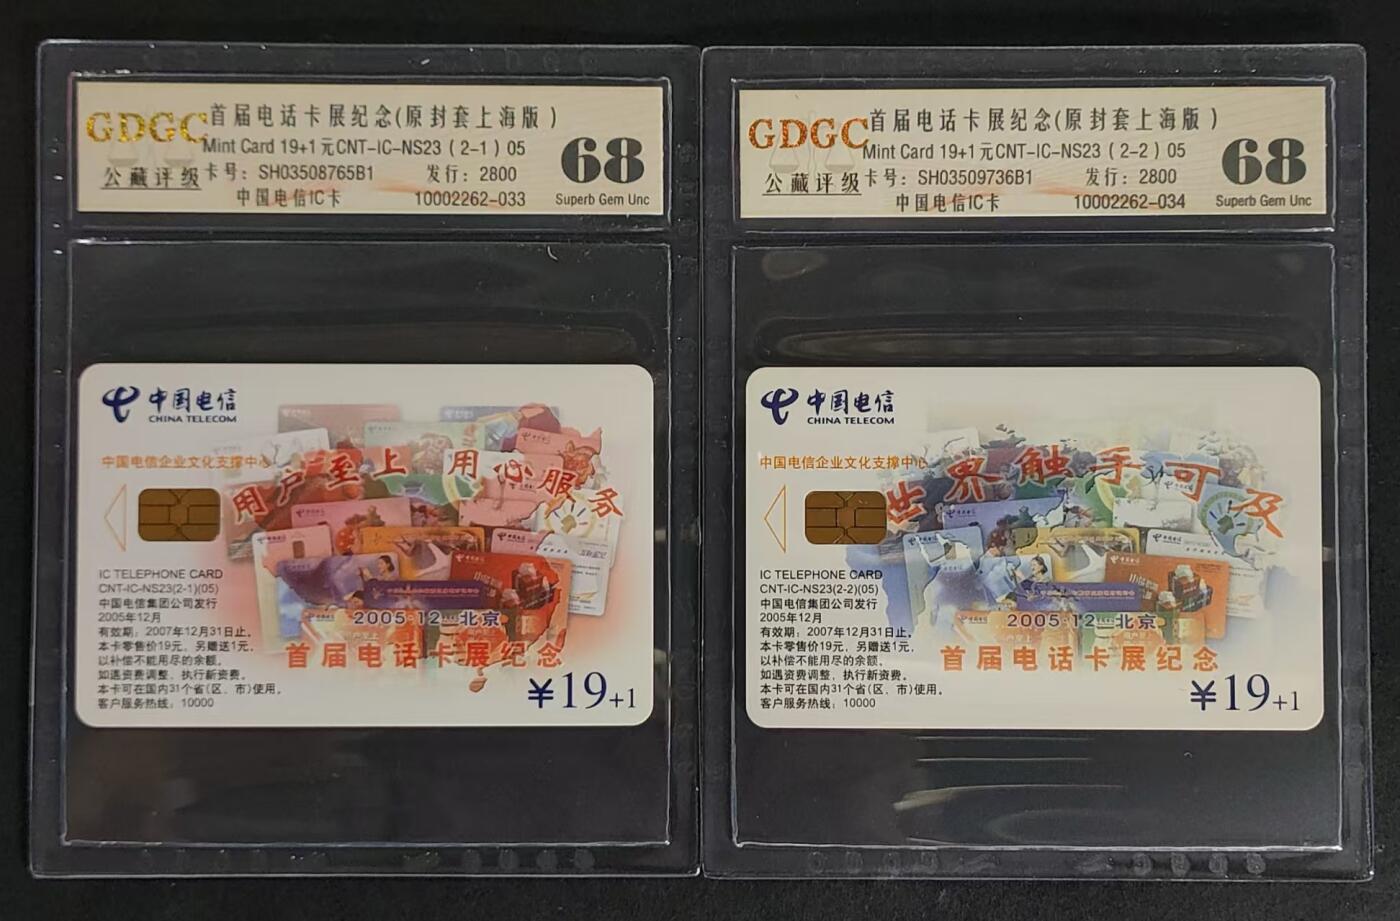 GDGC
公藏评级
首届电话卡展纪念(原封套上海版)
Mint Card 19+1元CNT-IC-NS23 (2-1) 05
卡号: SH03508765B1 发行: 2800
中国电信IC卡 10002262-033
68
Superb Gem Unc
中国电信
CHINA TELECOM
中国电信企业文化支撑中心
用户至上 用心服务
IC TELEPHONE CARD
CNT-IC-NS23(2-1)(05)
中国电信集团公司发行
2005年12月
有效期: 2007年12月31日止。
本卡零售价19元, 另赠送1元,
以补偿不能用尽的余额。
如遇资费调整, 执行新资费。
本卡可在国内31个省(区、市)使用。
客户服务热线: 10000
2005·12 北京
首届电话卡展纪念
¥19+1
GDGC
公藏评级
首届电话卡展纪念(原封套上海版)
Mint Card 19+1元CNT-IC-NS23 (2-2) 05
卡号: SH03509736B1 发行: 2800
中国电信IC卡 10002262-034
68
Superb Gem Unc
中国电信
CHINA TELECOM
中国电信企业文化支撑中心
世界触手可及
IC TELEPHONE CARD
CNT-IC-NS23(2-2)(05)
中国电信集团公司发行
2005年12月
有效期: 2007年12月31日止。
本卡零售价19元, 另赠送1元,
以补偿不能用尽的余额。
如遇资费调整, 执行新资费。
本卡可在国内31个省(区、市)使用。
客户服务热线: 10000
2005·12 北京
首届电话卡展纪念
¥19+1